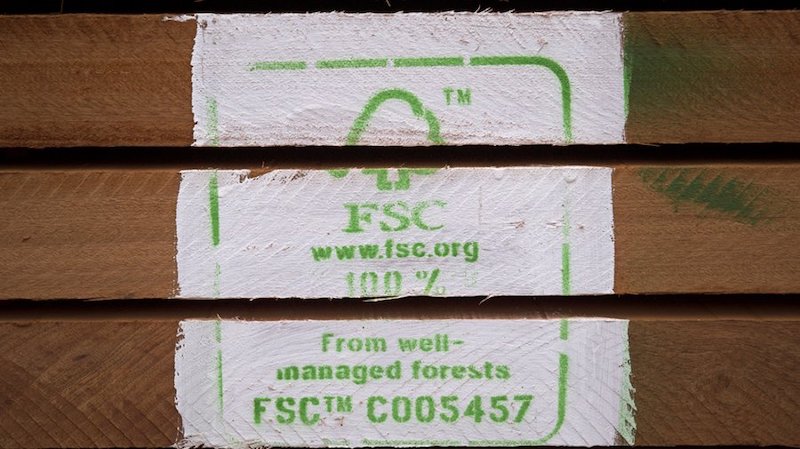 TM
FSC
www.fsc.org
100 %
From well-
managed forests
FSC™ C005457